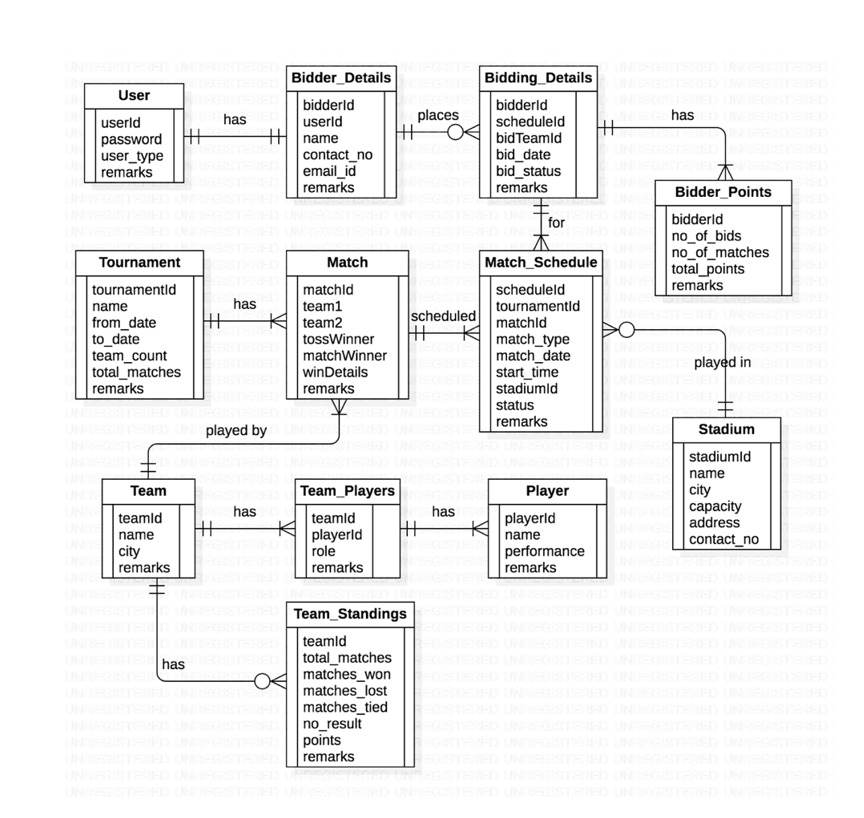 User
userId
password
user_type
remarks
has
Bidder_Details
bidderId
userId
name
contact_no
email_id
remarks
places
Bidding_Details
bidderId
scheduleId
bidTeamId
bid_date
bid_status
remarks
has
Bidder_Points
bidderId
no_of_bids
no_of_matches
total_points
remarks
for
Tournament
tournamentId
name
from_date
to_date
team_count
total_matches
remarks
has
Match
matchId
team1
team2
tossWinner
matchWinner
winDetails
remarks
scheduled
Match_Schedule
scheduleId
tournamentId
matchId
match_type
match_date
start_time
stadiumId
status
remarks
played in
Stadium
stadiumId
name
city
capacity
address
contact_no
played by
Team
teamId
name
city
remarks
has
Team_Players
teamId
playerId
role
remarks
has
Player
playerId
name
performance
remarks
has
Team_Standings
teamId
total_matches
matches_won
matches_lost
matches_tied
no_result
points
remarks